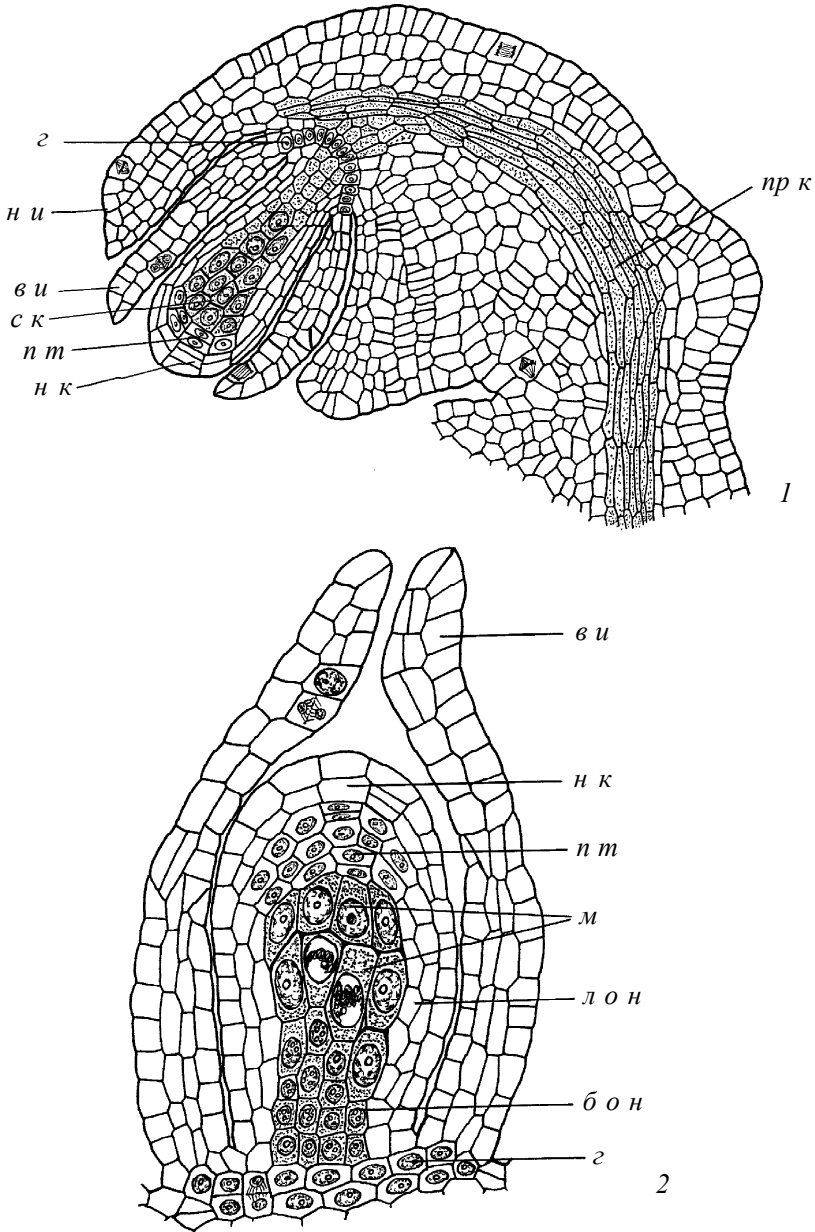 г
пр к
н и
в и
с к
п т
н к
1
в и
н к
п т
м
л о н
б о н
г
2